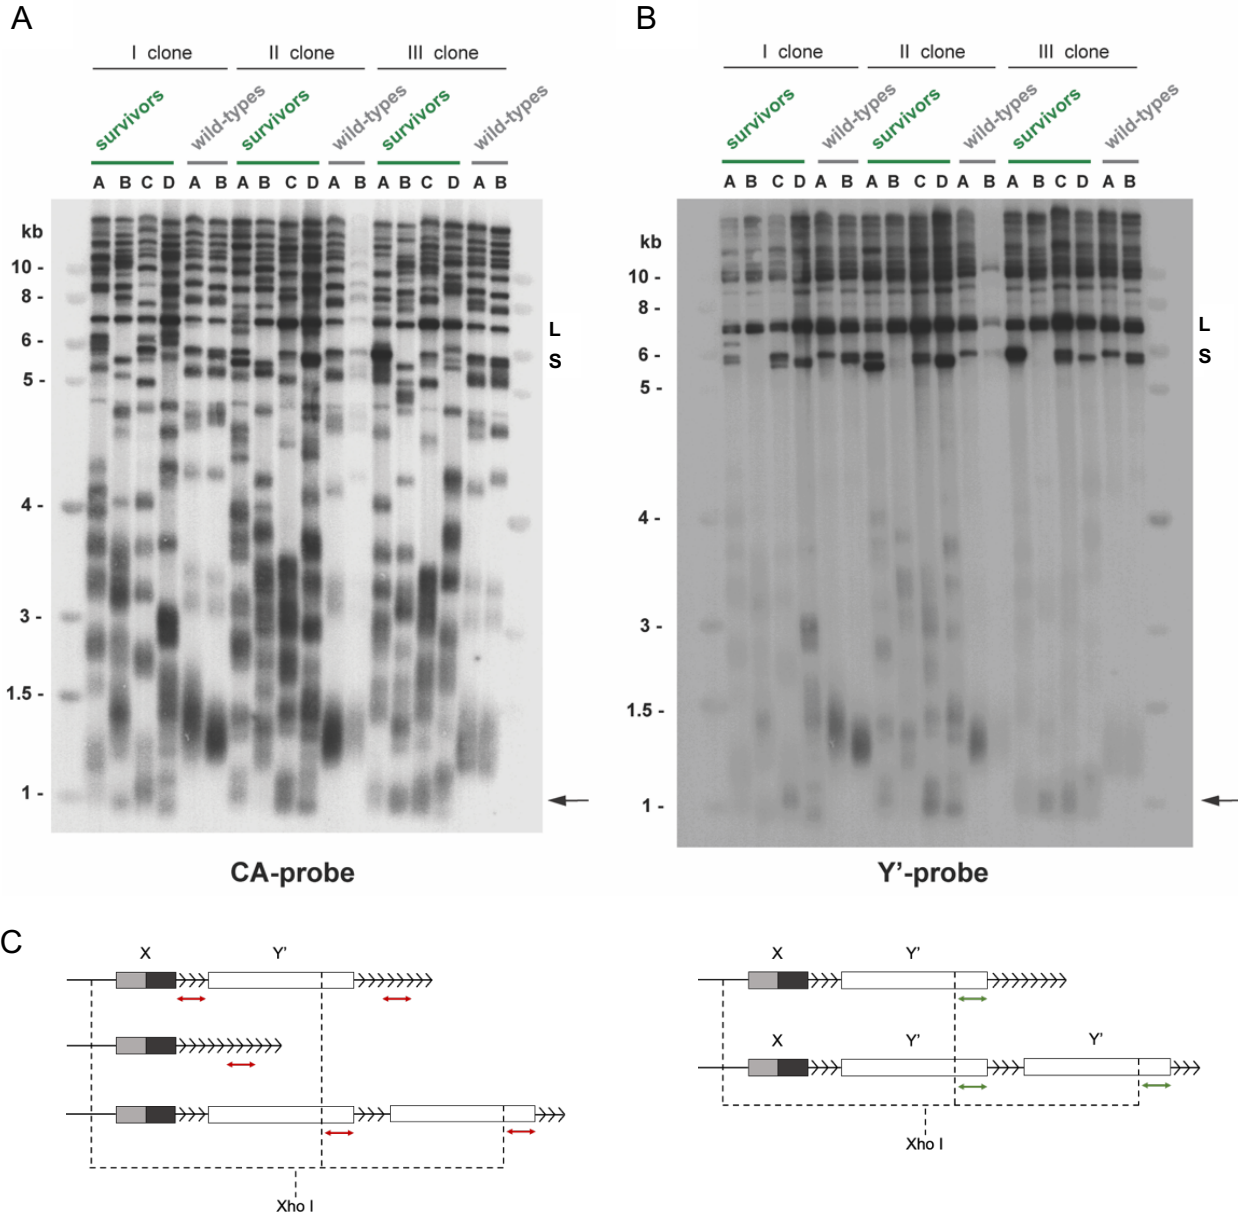 A
I clone II clone III clone
survivors wild-types survivors wild-types survivors wild-types
A B C D A B A B C D A B A B C D A B
kb
10 -
8 -
6 -
5 -
4 -
3 -
1.5 -
1 -
L
S
CA-probe
B
I clone II clone III clone
survivors wild-types survivors wild-types survivors wild-types
A B C D A B A B C D A B A B C D A B
kb
10 -
8 -
6 -
5 -
4 -
3 -
1.5 -
1 -
L
S
Y'-probe
C
X Y'
Xho I
X Y'
X Y' Y'
Xho I